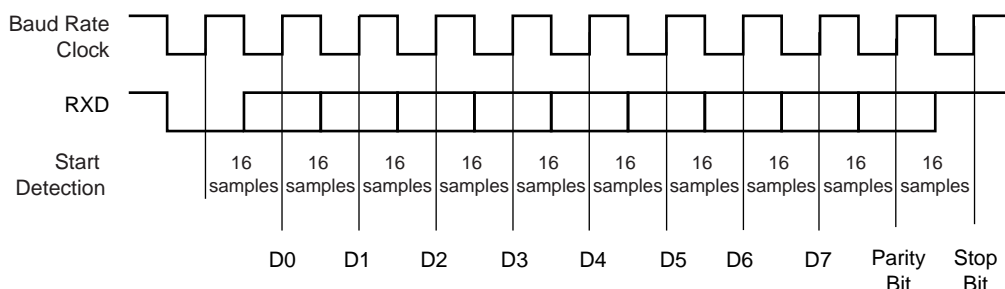 Baud Rate
Clock
RXD
Start
Detection
16 16 16 16 16 16 16 16 16 16
samples samples samples samples samples samples samples samples samples samples
D0 D1 D2 D3 D4 D5 D6 D7 Parity Stop
Bit Bit